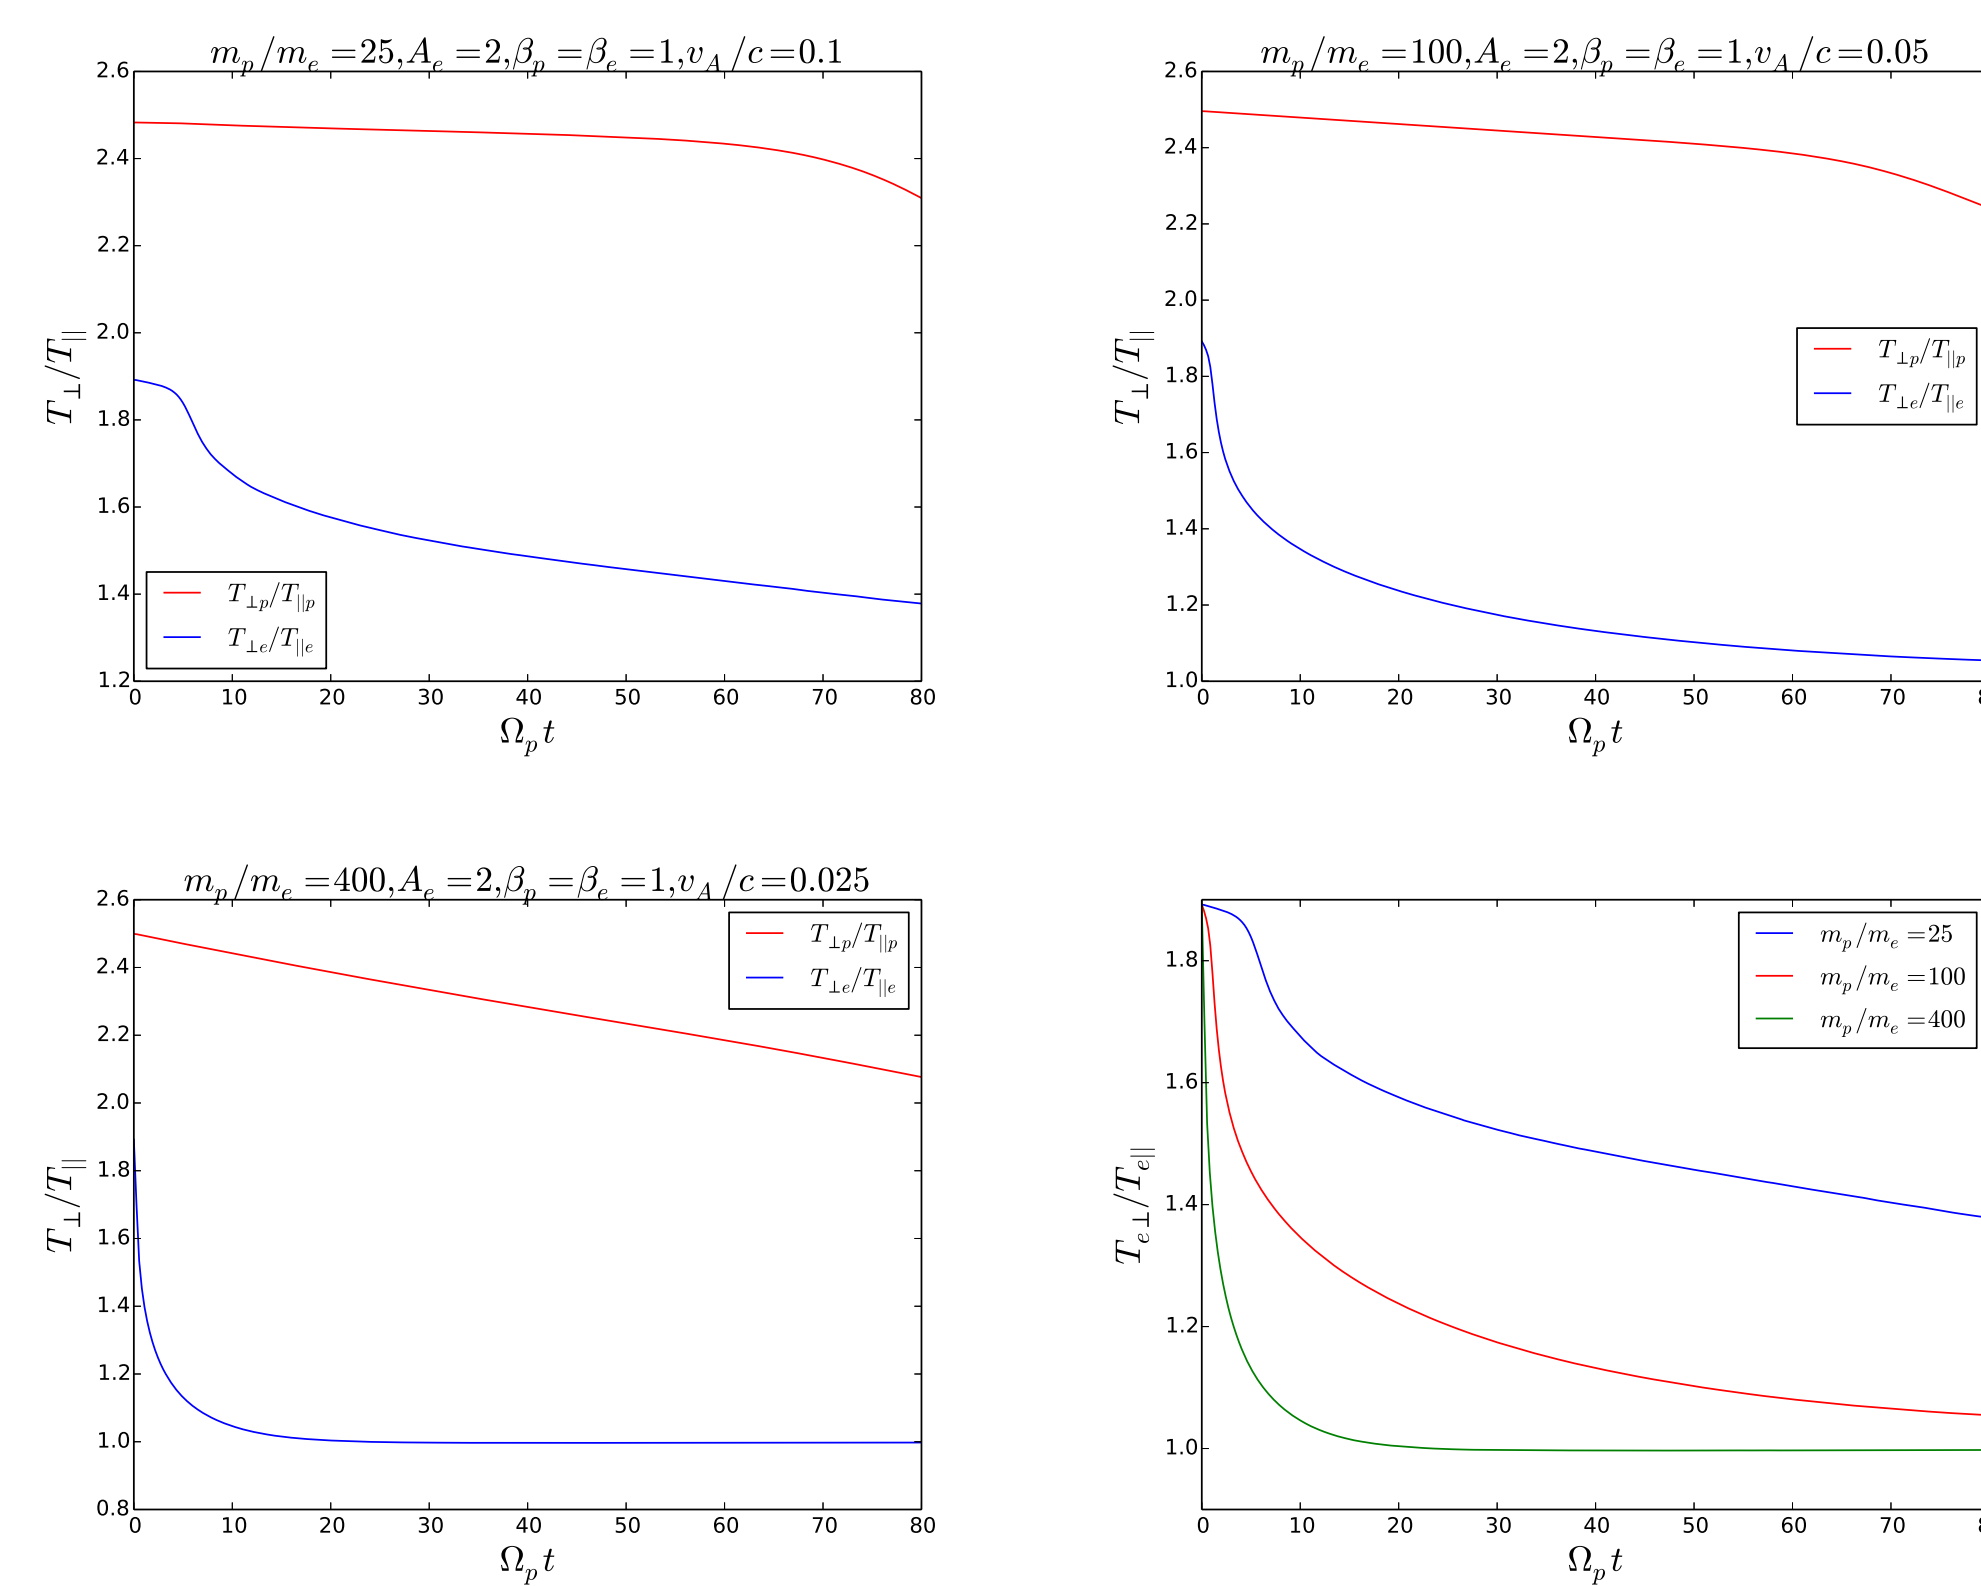 m_p/m_e=25,A_e=2,β_p=β_e=1,v_A/c=0.1
2.6
2.4
2.2
2.0
1.8
1.6
1.4
1.2
T_⊥/T_||
T_⊥p/T_||p
T_⊥e/T_||e
0 10 20 30 40 50 60 70 80
Ω_p t
m_p/m_e=100,A_e=2,β_p=β_e=1,v_A/c=0.05
2.6
2.4
2.2
2.0
1.8
1.6
1.4
1.2
1.0
T_⊥/T_||
T_⊥p/T_||p
T_⊥e/T_||e
0 10 20 30 40 50 60 70
Ω_p t
m_p/m_e=400,A_e=2,β_p=β_e=1,v_A/c=0.025
2.6
2.4
2.2
2.0
1.8
1.6
1.4
1.2
1.0
0.8
T_⊥/T_||
T_⊥p/T_||p
T_⊥e/T_||e
0 10 20 30 40 50 60 70 80
Ω_p t
1.8
1.6
1.4
1.2
1.0
T_e⊥/T_e||
m_p/m_e=25
m_p/m_e=100
m_p/m_e=400
0 10 20 30 40 50 60 70
Ω_p t